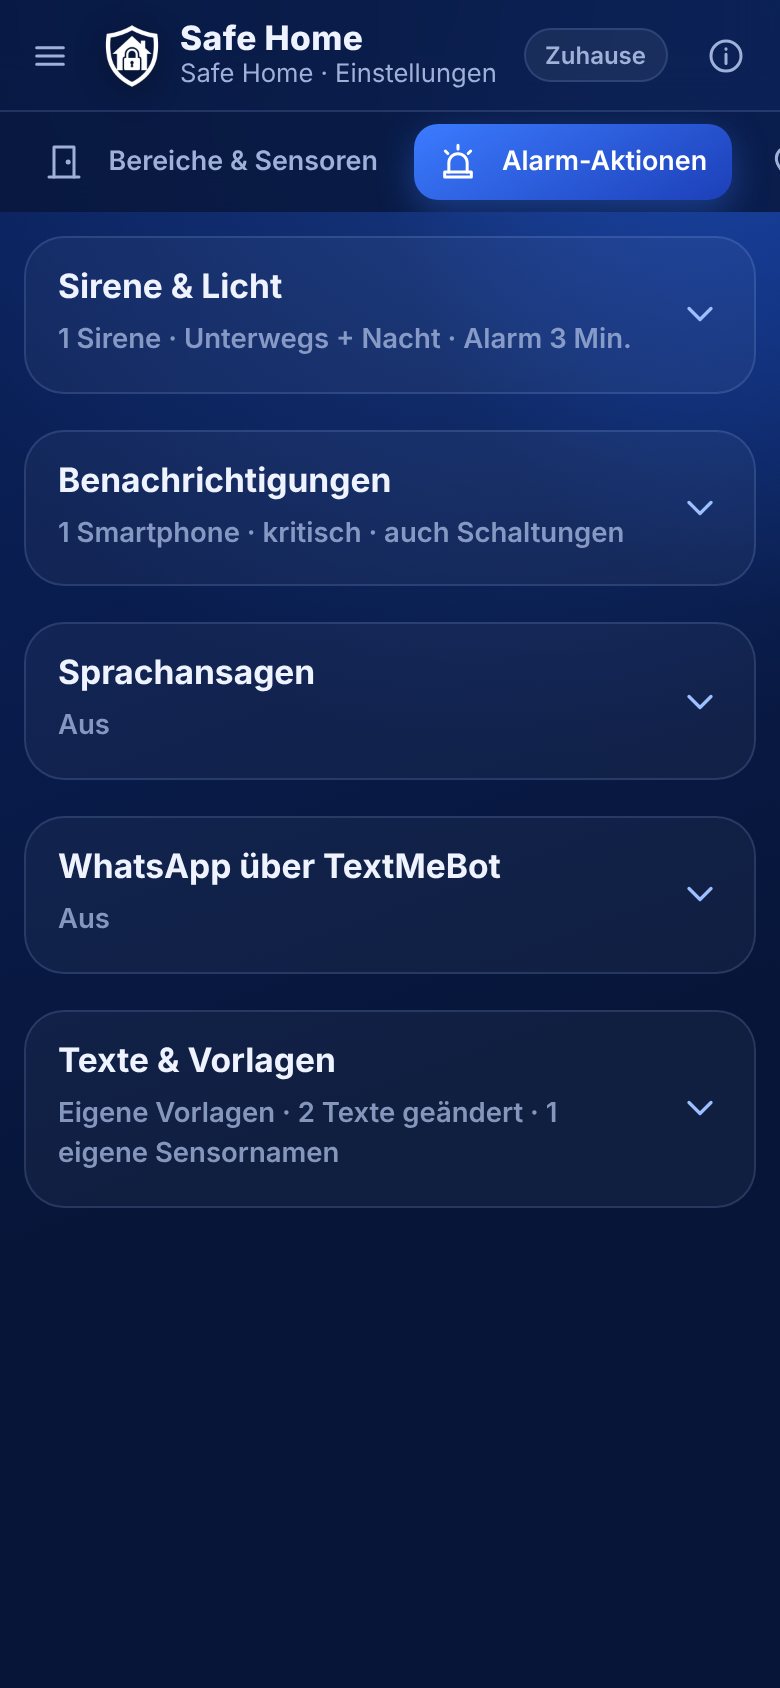 Safe Home
Safe Home · Einstellungen
Zuhause
Bereiche & Sensoren
Alarm-Aktionen
Sirene & Licht
1 Sirene · Unterwegs + Nacht · Alarm 3 Min.
Benachrichtigungen
1 Smartphone · kritisch · auch Schaltungen
Sprachansagen
Aus
WhatsApp über TextMeBot
Aus
Texte & Vorlagen
Eigene Vorlagen · 2 Texte geändert · 1
eigene Sensornamen